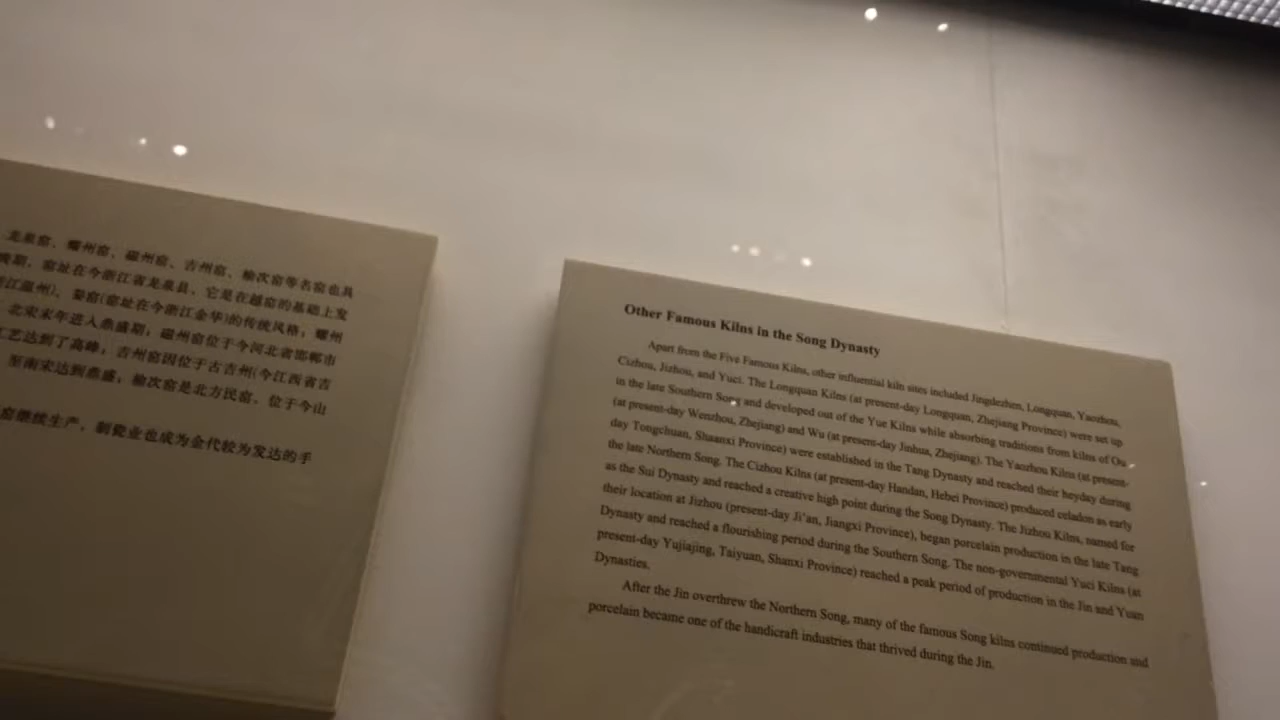 龙泉窑、耀州窑、磁州窑、吉州窑、榆次窑等名窑也具
晚期，窑址在今浙江省龙泉县，它是在越窑的基础上发
浙江温州)、婺窑(窑址在今浙江金华)的传统风格；耀州
北宋末年进入鼎盛期；磁州窑位于今河北省邯郸市
工艺达到了高峰；吉州窑因位于古吉州(今江西省吉
至南宋达到鼎盛；榆次窑是北方民窑，位于今山
窑继续生产，制瓷业也成为金代较为发达的手
Other Famous Kilns in the Song Dynasty
Apart from the Five Famous Kilns, other influential kiln sites included Jingdezhen, Longquan, Yaozhou,
Cizhou, Jizhou, and Yuci. The Longquan Kilns (at present-day Longquan, Zhejiang Province) were set up
in the late Southern Song and developed out of the Yue Kilns while absorbing traditions from kilns of Ou
(at present-day Wenzhou, Zhejiang) and Wu (at present-day Jinhua, Zhejiang). The Yaozhou Kilns (at present-
day Tongchuan, Shaanxi Province) were established in the Tang Dynasty and reached their heyday during
the late Northern Song. The Cizhou Kilns (at present-day Handan, Hebei Province) produced celadon as early
as the Sui Dynasty and reached a creative high point during the Song Dynasty. The Jizhou Kilns, named for
their location at Jizhou (present-day Ji'an, Jiangxi Province), began porcelain production in the late Tang
Dynasty and reached a flourishing period during the Southern Song. The non-governmental Yuci Kilns (at
present-day Yujiajing, Taiyuan, Shanxi Province) reached a peak period of production in the Jin and Yuan
Dynasties.
After the Jin overthrew the Northern Song, many of the famous Song kilns continued production and
porcelain became one of the handicraft industries that thrived during the Jin.